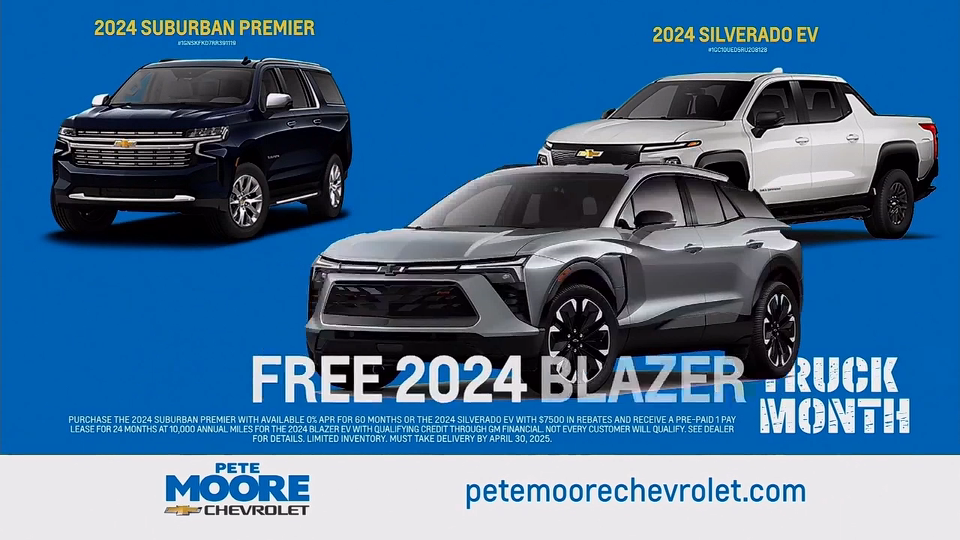 2024 SUBURBAN PREMIER
2024 SILVERADO EV
FREE 2024 BLAZER
TRUCK
MONTH
PURCHASE THE 2024 SUBURBAN PREMIER WITH AVAILABLE 0% APR FOR 60 MONTHS OR THE 2024 SILVERADO EV WITH $7500 IN REBATES AND RECEIVE A PRE-PAID 1 PAY
LEASE FOR 24 MONTHS AT 10,000 ANNUAL MILES FOR THE 2024 BLAZER EV WITH QUALIFYING CREDIT THROUGH GM FINANCIAL. NOT EVERY CUSTOMER WILL QUALIFY. SEE DEALER
FOR DETAILS. LIMITED INVENTORY. MUST TAKE DELIVERY BY APRIL 30, 2025.
PETE
MOORE
CHEVROLET
petemoorechevrolet.com